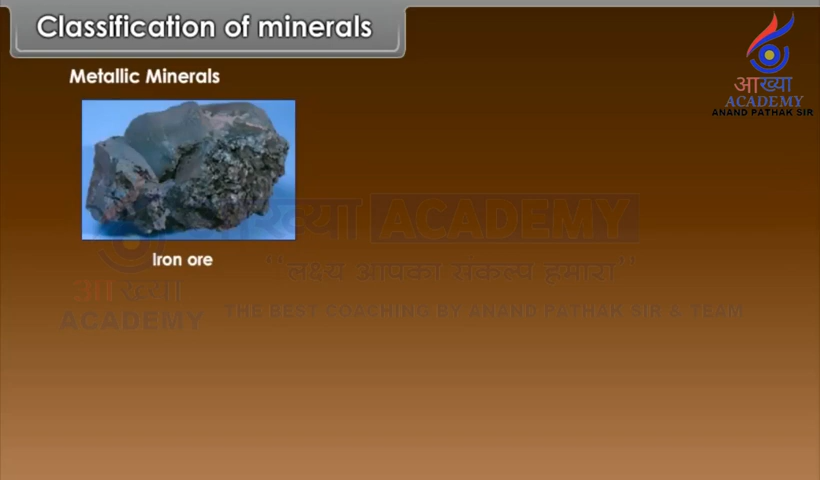 Classification of minerals
Metallic Minerals
आख्या
ACADEMY
ANAND PATHAK SIR
Iron ore
आख्या ACADEMY
“लक्ष्य आपका संकल्प हमारा”
THE BEST COACHING BY ANAND PATHAK SIR & TEAM
आख्या
ACADEMY